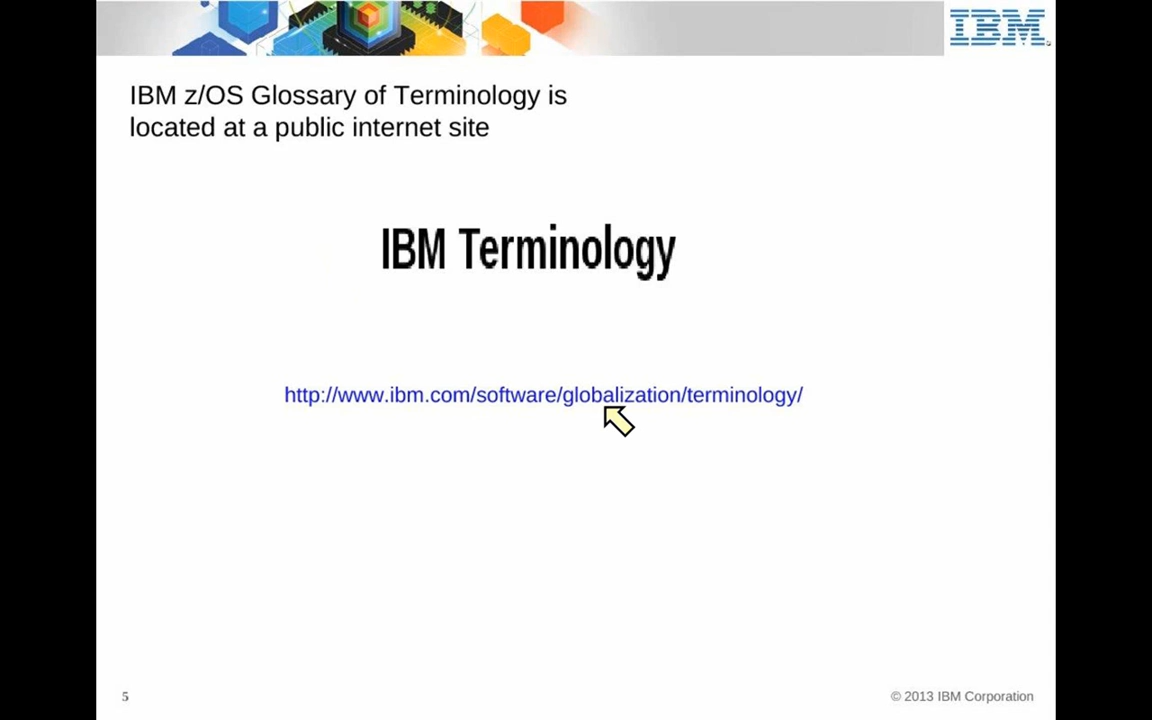 IBM
IBM z/OS Glossary of Terminology is
located at a public internet site
IBM Terminology
http://www.ibm.com/software/globalization/terminology/
5
© 2013 IBM Corporation